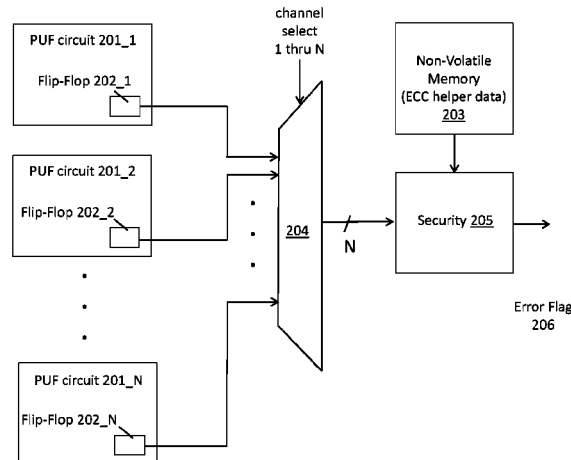 channel
select
1 thru N
PUF circuit 201_1
Flip-Flop 202_1
PUF circuit 201_2
Flip-Flop 202_2
PUF circuit 201_N
Flip-Flop 202_N
204
N
Non-Volatile
Memory
(ECC helper data)
203
Security 205
Error Flag
206